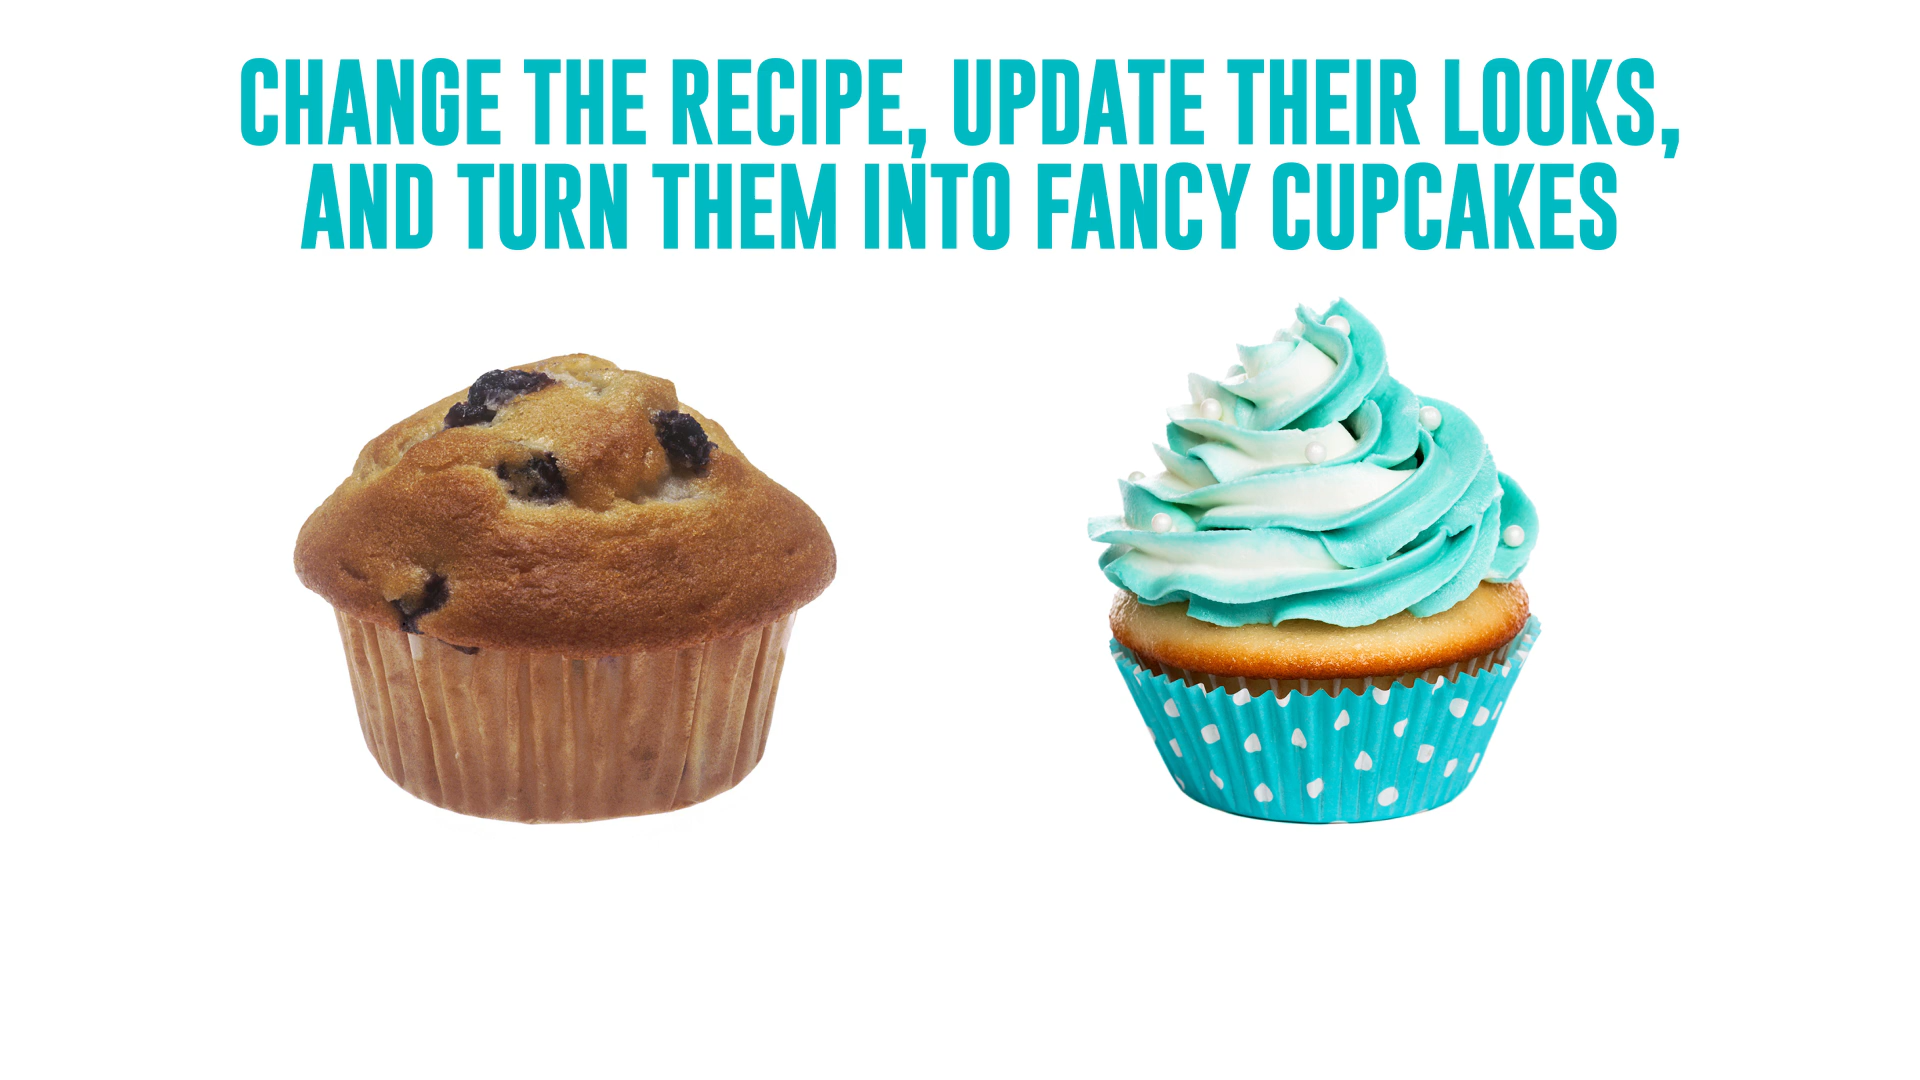 CHANGE THE RECIPE, UPDATE THEIR LOOKS,
AND TURN THEM INTO FANCY CUPCAKES